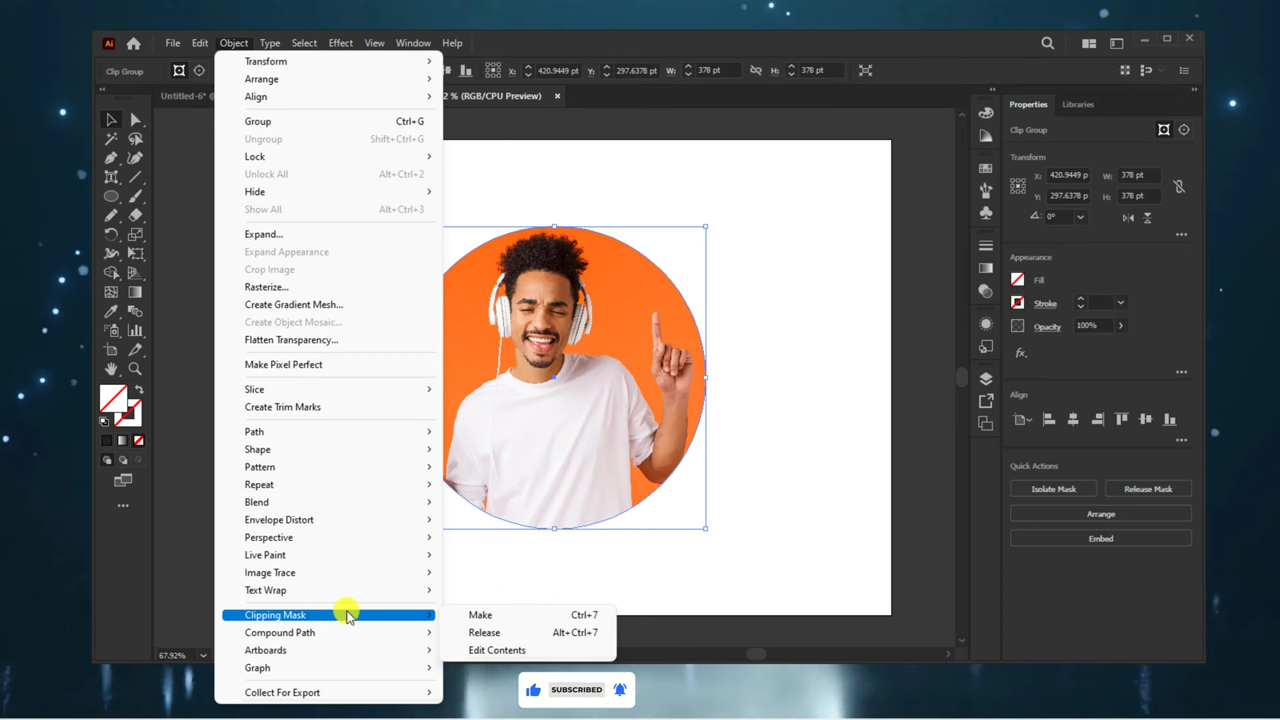 Ai File Edit Object Type Select Effect View Window Help
Clip Group X: 420.9449 pt Y: 297.6378 pt W: 378 pt H: 378 pt
Untitled-6* @ 2 % (RGB/CPU Preview) ×
Transform
Arrange
Align
Group Ctrl+G
Ungroup Shift+Ctrl+G
Lock
Unlock All Alt+Ctrl+2
Hide
Show All Alt+Ctrl+3
Expand...
Expand Appearance
Crop Image
Rasterize...
Create Gradient Mesh...
Create Object Mosaic...
Flatten Transparency...
Make Pixel Perfect
Slice
Create Trim Marks
Path
Shape
Pattern
Repeat
Blend
Envelope Distort
Perspective
Live Paint
Image Trace
Text Wrap
Clipping Mask
Compound Path
Artboards
Graph
Collect For Export
Make Ctrl+7
Release Alt+Ctrl+7
Edit Contents
Properties Libraries
Clip Group
Transform
X: 420.9449 p W: 378 pt
Y: 297.6378 p H: 378 pt
0°
Appearance
Fill
Stroke
Opacity 100%
fx.
Align
Quick Actions
Isolate Mask Release Mask
Arrange
Embed
67.92%
SUBSCRIBED